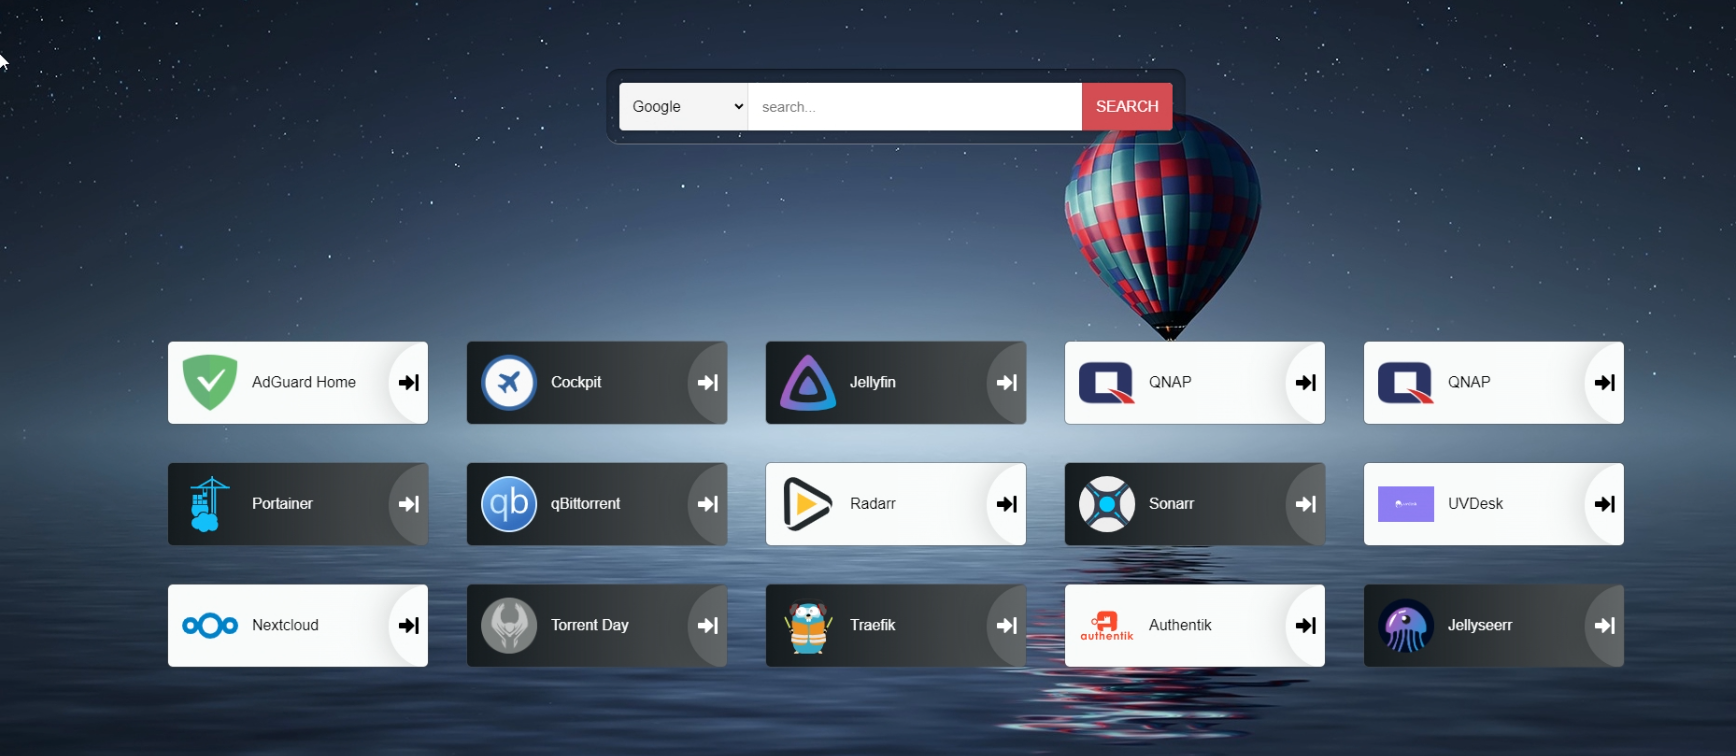 Google
search...
SEARCH
AdGuard Home
Cockpit
Jellyfin
QNAP
QNAP
Portainer
qb
qBittorrent
Radarr
Sonarr
UVDesk
Nextcloud
Torrent Day
Traefik
authentik
Authentik
Jellyseerr